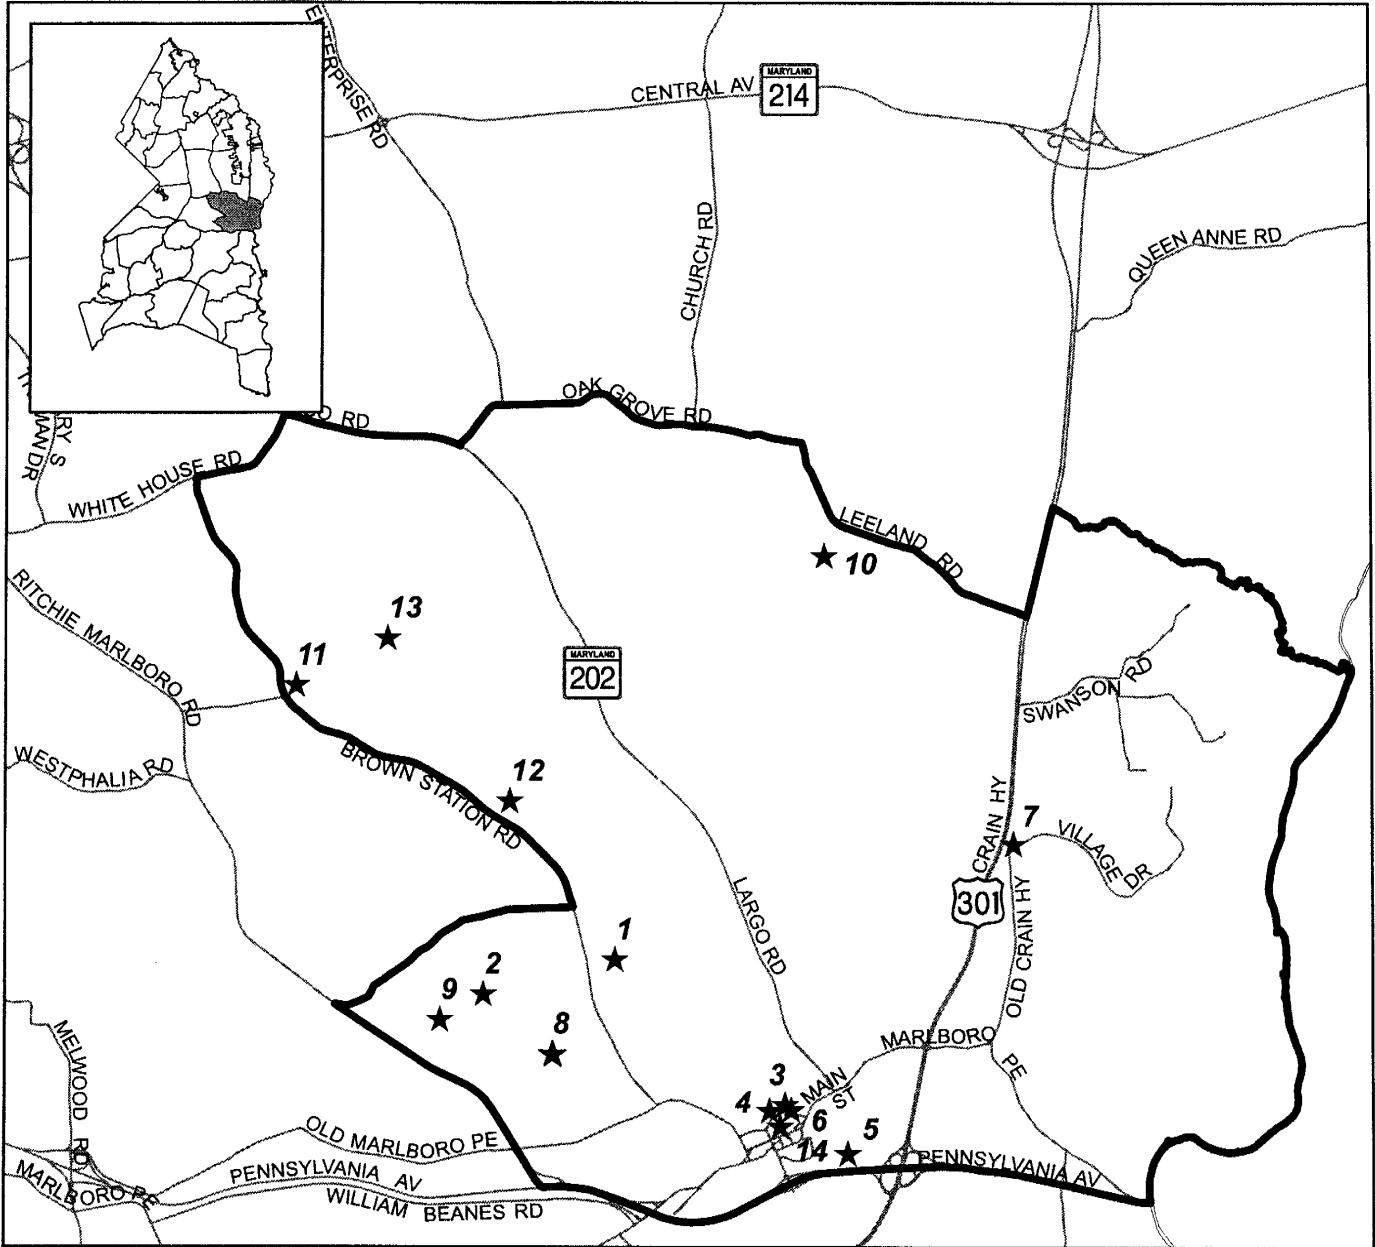 ENTERPRISE RD
CENTRAL AV
MARYLAND
214
CHURCH RD
QUEEN ANNE RD
OAK GROVE RD
RD
WHITE HOUSE RD
LEELAND RD
10
RITCHIE MARLBORO RD
13
11
MARYLAND
202
SWANSON RD
WESTPHALIA RD
BROWN STATION RD
12
CRAIN HY
7
VILLAGE DR
301
OLD CRAIN HY
LARGO RD
1
2
9
8
MELWOOD RD
MARLBORO PE
3
MAIN ST
4
6
5
14
OLD MARLBORO PE
PENNSYLVANIA AV
PENNSYLVANIA AV
MARLBORO PE
WILLIAM BEANES RD